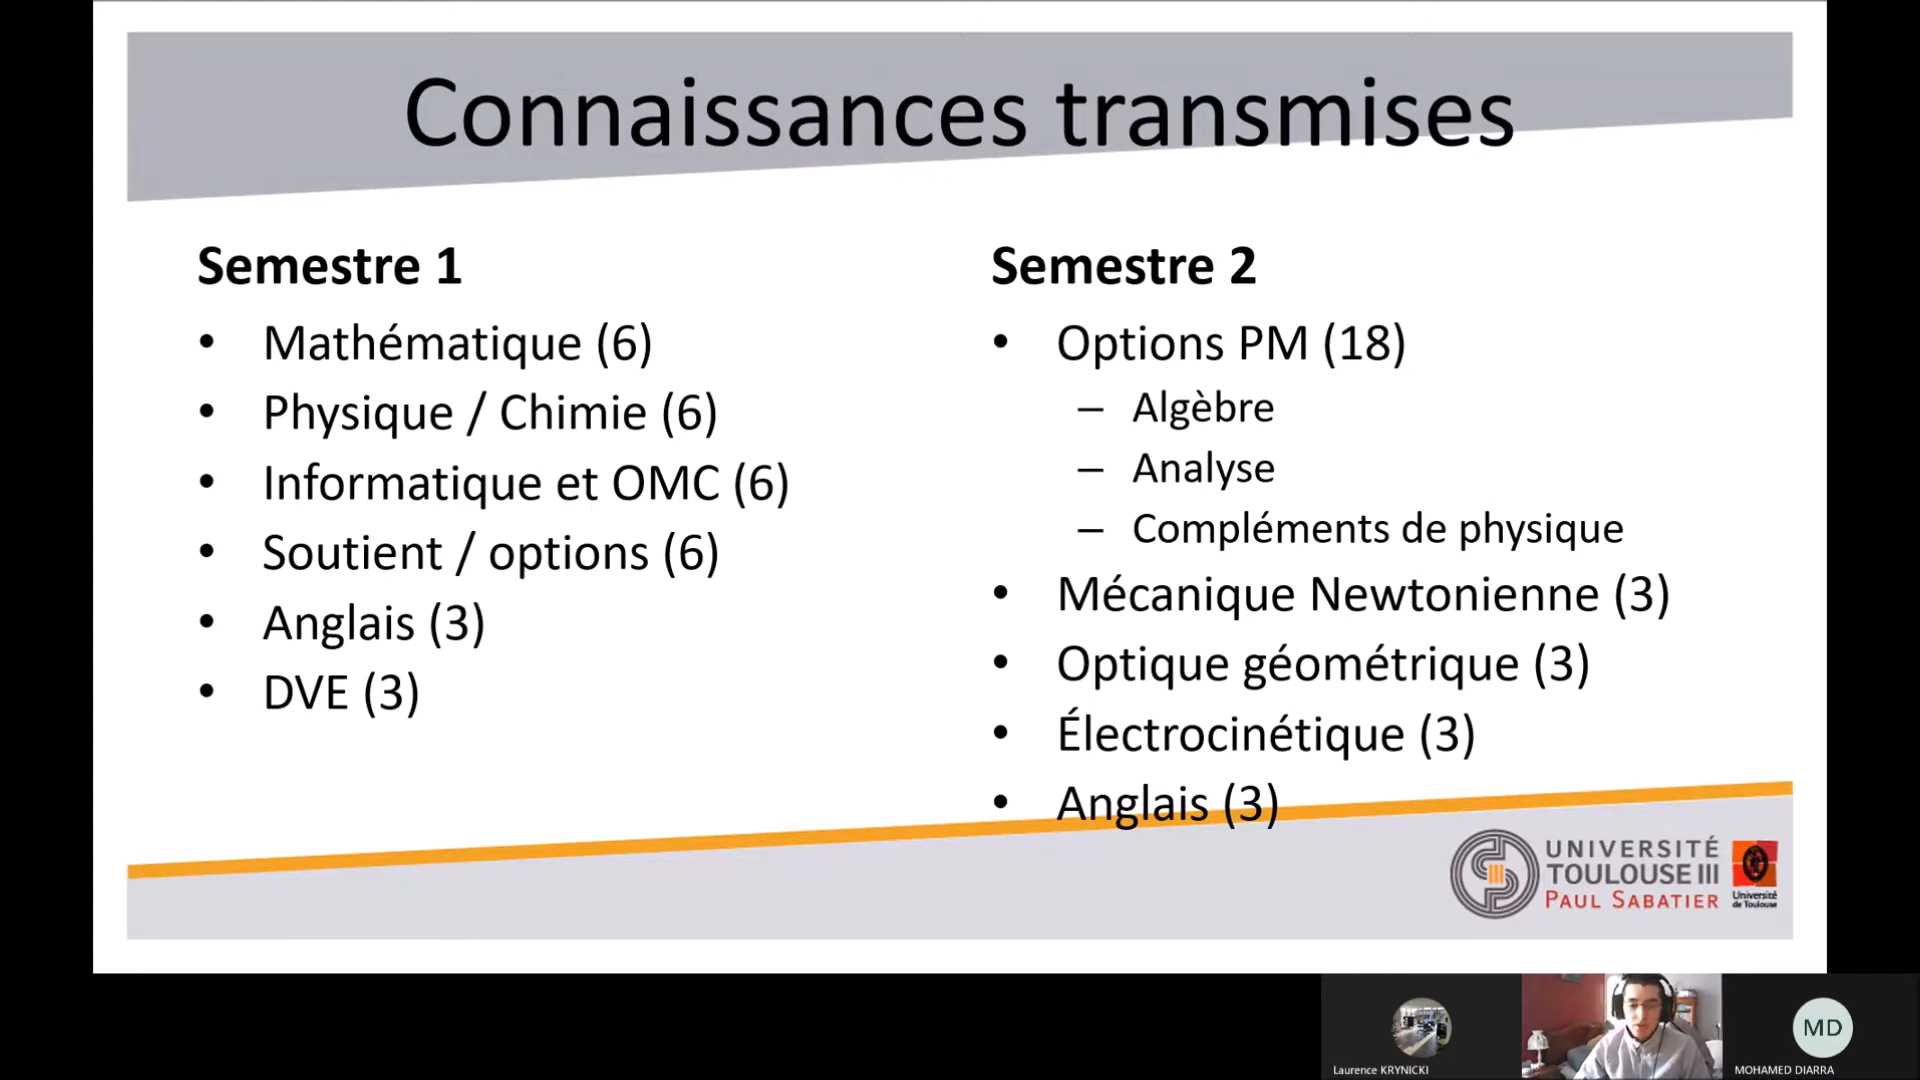 Connaissances transmises
Semestre 1
• Mathématique (6)
• Physique / Chimie (6)
• Informatique et OMC (6)
• Soutient / options (6)
• Anglais (3)
• DVE (3)
Semestre 2
• Options PM (18)
– Algèbre
– Analyse
– Compléments de physique
• Mécanique Newtonienne (3)
• Optique géométrique (3)
• Électrocinétique (3)
• Anglais (3)
UNIVERSITÉ
TOULOUSE III
PAUL SABATIER
Université
de Toulouse
Laurence KRYNICKI
MD
MOHAMED DIARRA